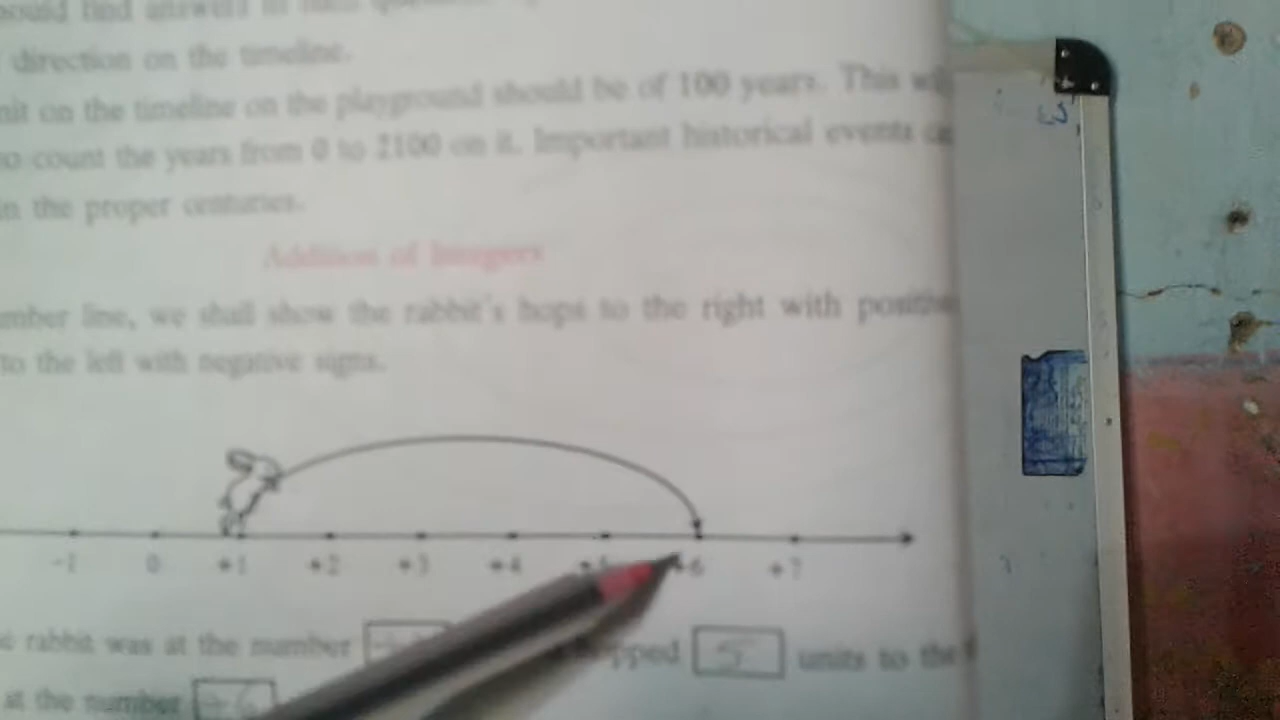 direction on the timeline.
on the timeline on the playground should be of 100 years. This
to count the years from 0 to 2100 on it. Important historical events
in the proper centuries.
Addition of Integers
line, we shall show the rabbit's hops to the right with
to the left with negative signs.
-1 0 +1 +2 +3 +4 +6 +7
rabbit was at the number 5 units to the
at the number